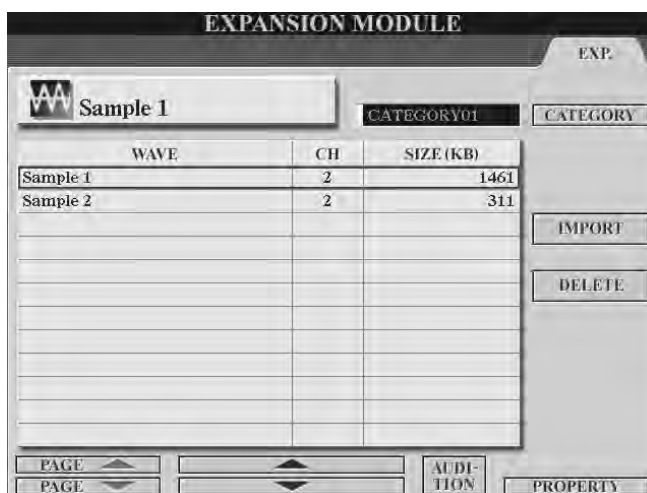 EXPANSION MODULE
EXP.
Sample 1
CATEGORY01
CATEGORY
WAVE CH SIZE (KB)
Sample 1 2 1461
Sample 2 2 311
IMPORT
DELETE
PAGE
PAGE
AUDI-
TION
PROPERTY